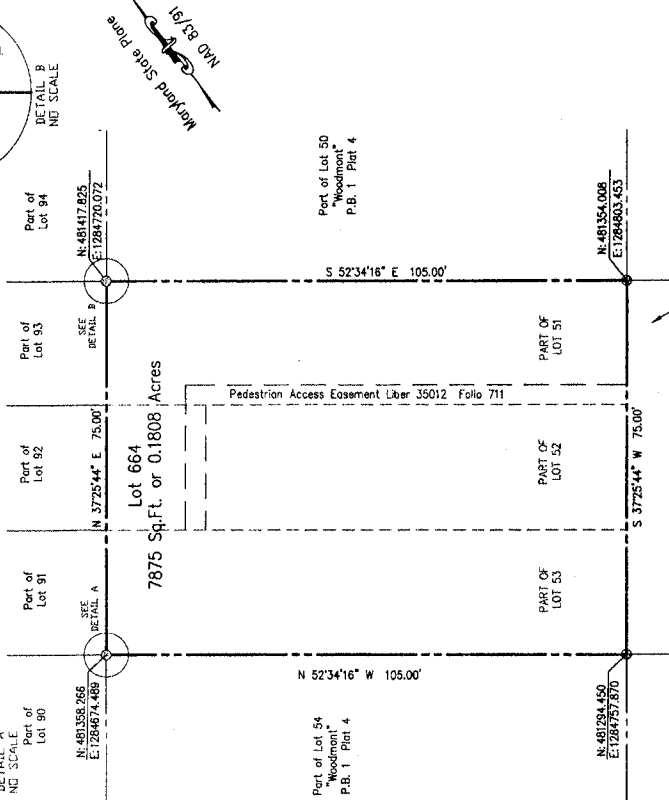 DETAIL B
NO SCALE
Maryland State Plane
NAD 83/91
Part of
Lot 94
N: 481417.825
E: 1284720.072
Part of Lot 50
"Woodmont"
P.B. 1 Plat 4
N: 481354.008
E: 1284803.453
S 52°34'16" E 105.00'
Part of
Lot 93
SEE
DETAIL B
PART OF
LOT 51
Pedestrian Access Easement Liber 35012 Folio 711
Part of
Lot 92
N 37°25'44" E 75.00'
Lot 664
7875 Sq.Ft. or 0.1808 Acres
PART OF
LOT 52
S 37°25'44" W 75.00'
Part of
Lot 91
SEE
DETAIL A
PART OF
LOT 53
N 52°34'16" W 105.00'
DETAIL A
NO SCALE
Part of
Lot 90
N: 481358.266
E: 1284674.489
Part of Lot 54
"Woodmont"
P.B. 1 Plat 4
N: 481294.450
E: 1284757.870